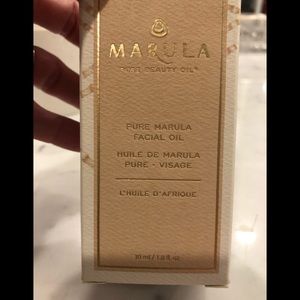 MARULA
PURE BEAUTY OIL
PURE MARULA
FACIAL OIL
HUILE DE MARULA
PURE - VISAGE
L'HUILE D'AFRIQUE